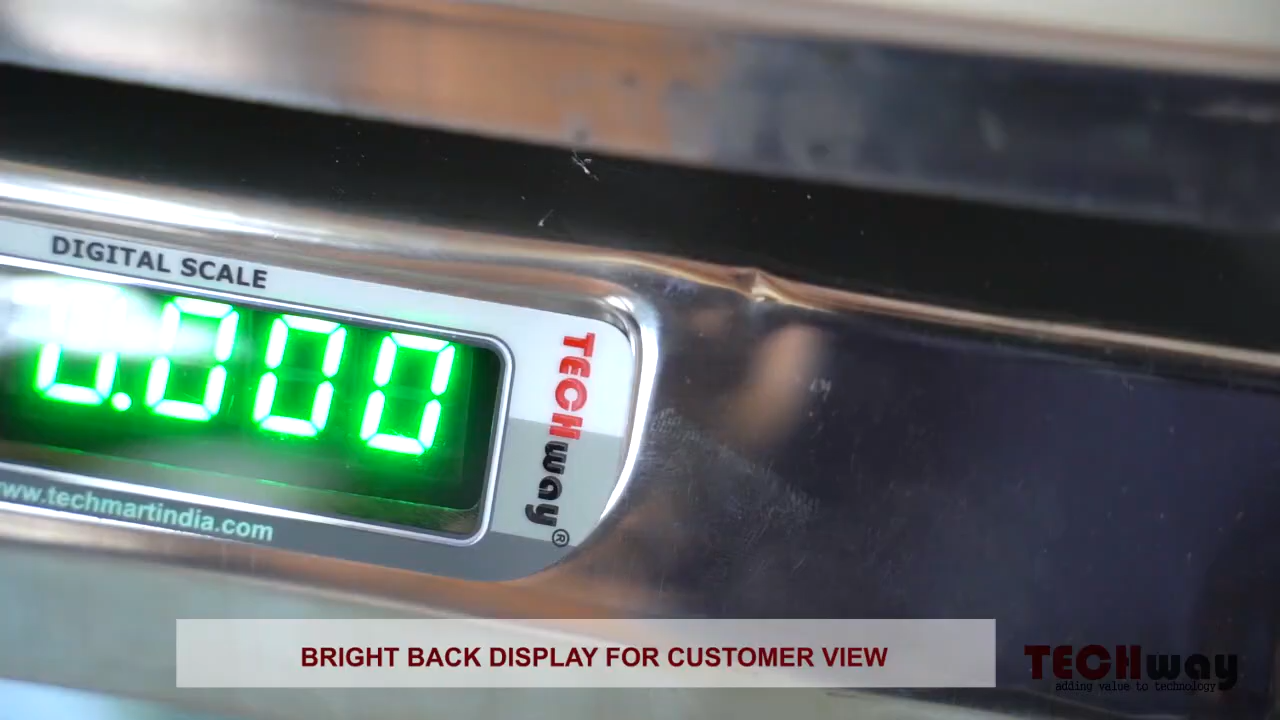 DIGITAL SCALE
0.000
TECHway®
www.techmartindia.com
BRIGHT BACK DISPLAY FOR CUSTOMER VIEW
TECHway
adding value to technology